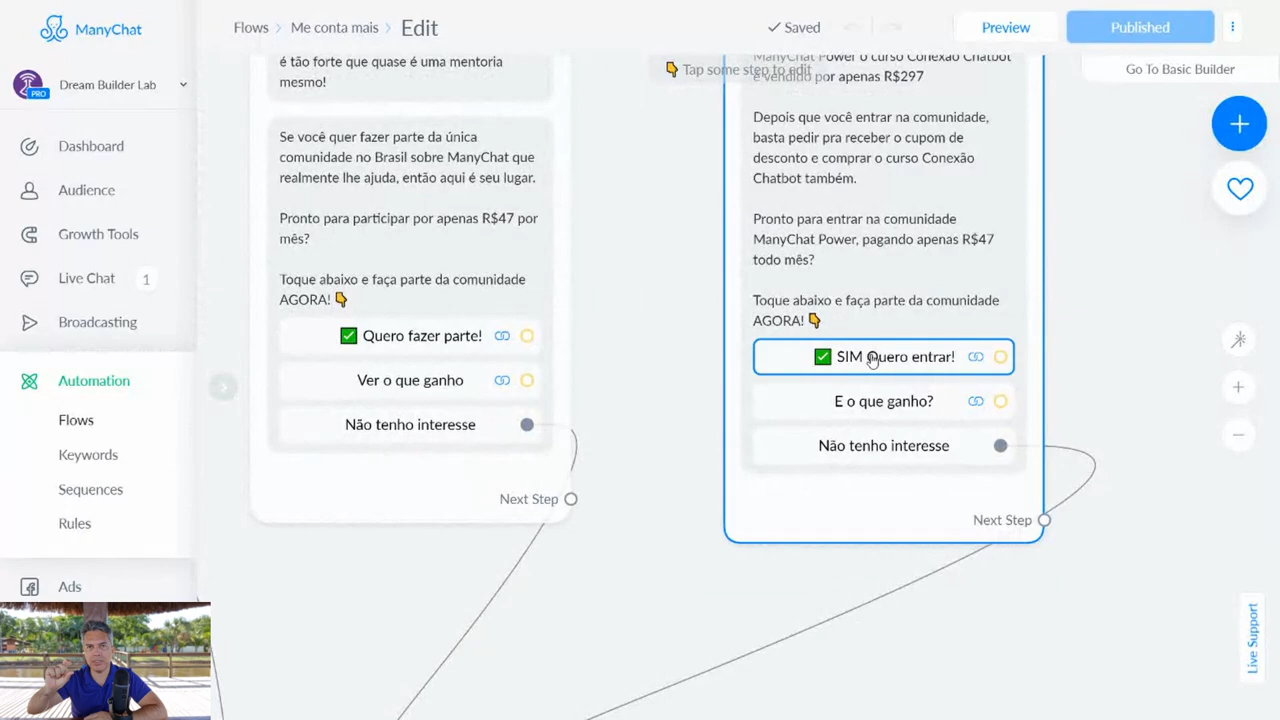 ManyChat
Flows > Me conta mais > Edit
Saved
Preview
Published
Go To Basic Builder
PRO
Dream Builder Lab
Dashboard
Audience
Growth Tools
Live Chat 1
Broadcasting
Automation
Flows
Keywords
Sequences
Rules
Ads
é tão forte que quase é uma mentoria
mesmo!
Se você quer fazer parte da única
comunidade no Brasil sobre ManyChat que
realmente lhe ajuda, então aqui é seu lugar.
Pronto para participar por apenas R$47 por
mês?
Toque abaixo e faça parte da comunidade
AGORA! 👇
✅ Quero fazer parte!
Ver o que ganho
Não tenho interesse
Next Step
👇 Tap some step to edit
ManyChat Power o curso Conexão Chatbot
é vendido por apenas R$297
Depois que você entrar na comunidade,
basta pedir pra receber o cupom de
desconto e comprar o curso Conexão
Chatbot também.
Pronto para entrar na comunidade
ManyChat Power, pagando apenas R$47
todo mês?
Toque abaixo e faça parte da comunidade
AGORA! 👇
✅ SIM Quero entrar!
E o que ganho?
Não tenho interesse
Next Step
Live Support